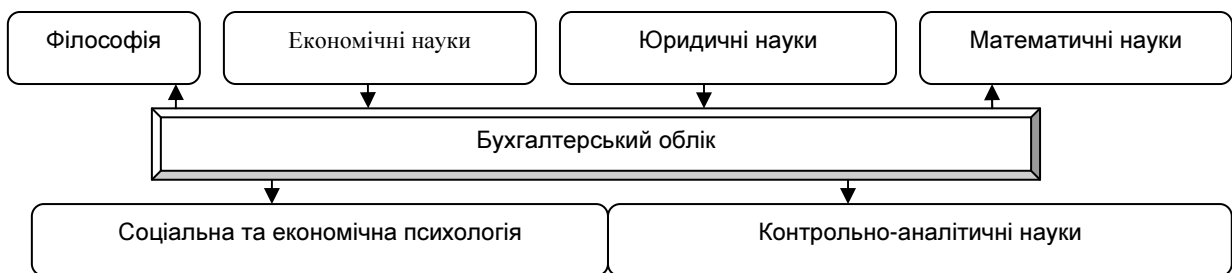 Філософія
Економічні науки
Юридичні науки
Математичні науки
Бухгалтерський облік
Соціальна та економічна психологія
Контрольно-аналітичні науки